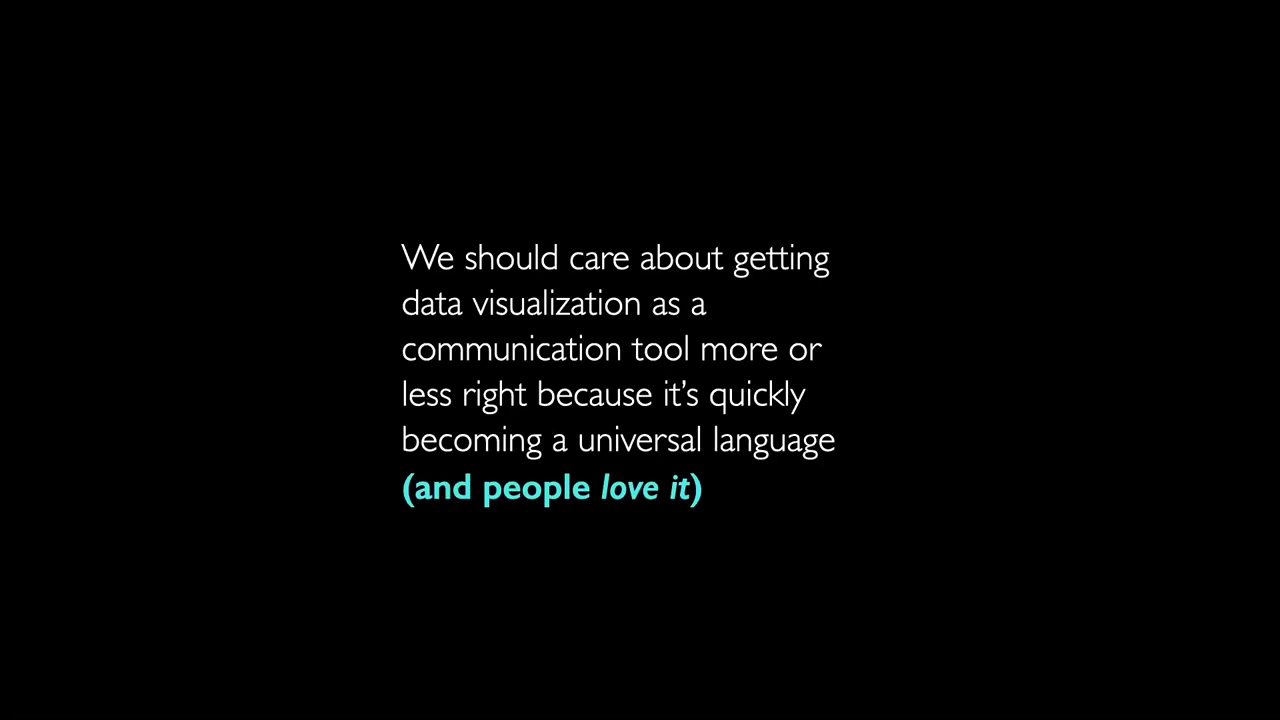 We should care about getting
data visualization as a
communication tool more or
less right because it’s quickly
becoming a universal language
(and people love it)